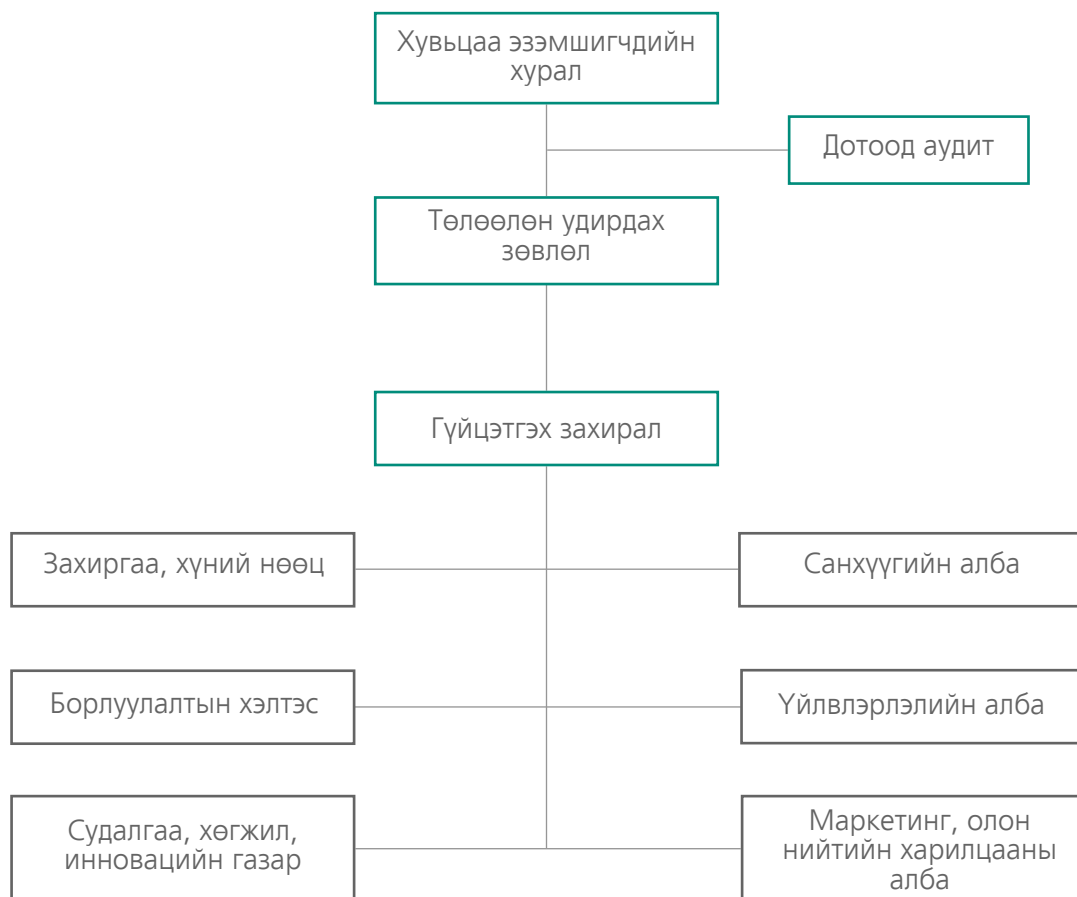 Хувьцаа эзэмшигчдийн
хурал
Дотоод аудит
Төлөөлөн удирдах
зөвлөл
Гүйцэтгэх захирал
Захиргаа, хүний нөөц
Санхүүгийн алба
Борлуулалтын хэлтэс
Үйлвлэрлэлийн алба
Судалгаа, хөгжил,
инновацийн газар
Маркетинг, олон
нийтийн харилцааны
алба